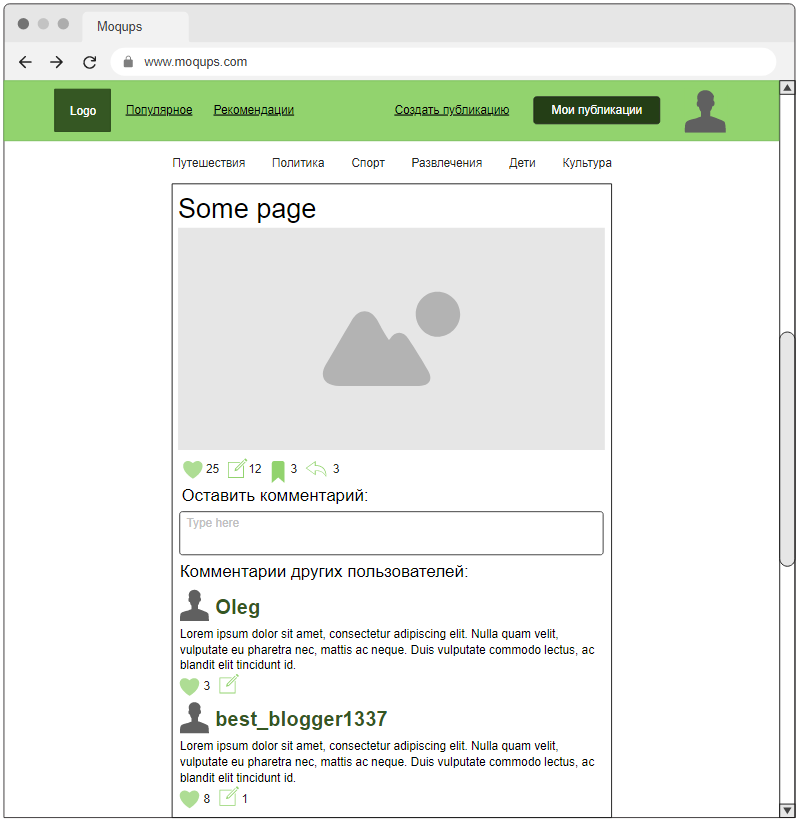 Moqups
www.moqups.com
Logo Популярное Рекомендации Создать публикацию Мои публикации
Путешествия Политика Спорт Развлечения Дети Культура
Some page
25 12 3 3
Оставить комментарий:
Type here
Комментарии других пользователей:
Oleg
Lorem ipsum dolor sit amet, consectetur adipiscing elit. Nulla quam velit,
vulputate eu pharetra nec, mattis ac neque. Duis vulputate commodo lectus, ac
blandit elit tincidunt id.
3
best_blogger1337
Lorem ipsum dolor sit amet, consectetur adipiscing elit. Nulla quam velit,
vulputate eu pharetra nec, mattis ac neque. Duis vulputate commodo lectus, ac
blandit elit tincidunt id.
8 1